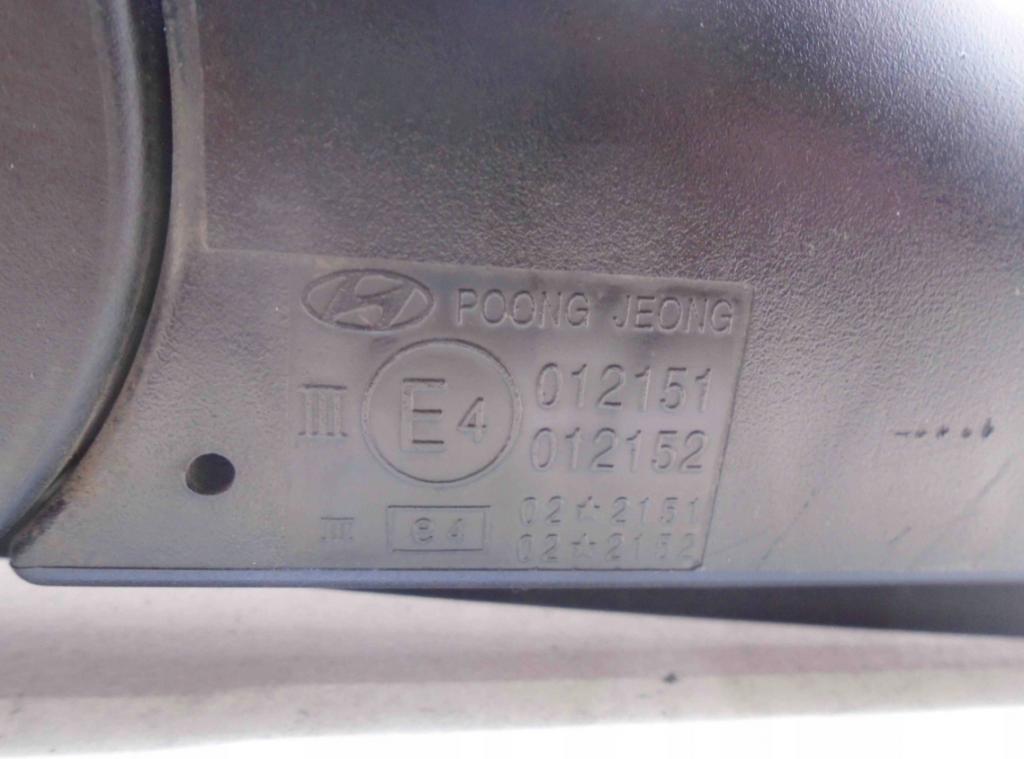 POONG JEONG
III E4 012151
012152
III e4 02☆2151
02☆2152